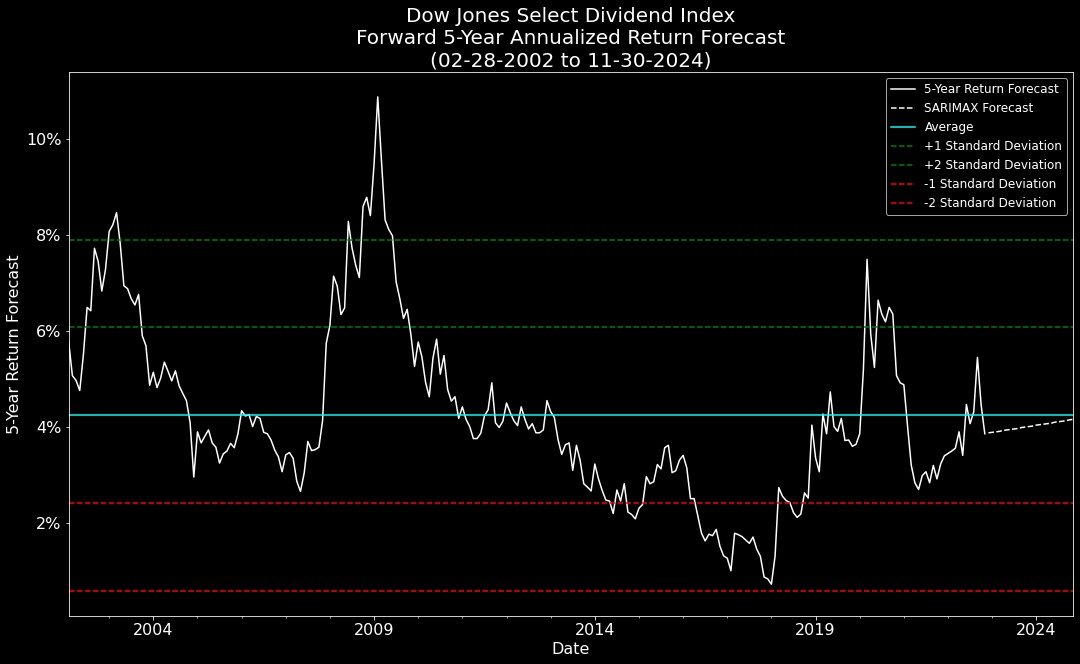 Dow Jones Select Dividend Index
Forward 5-Year Annualized Return Forecast
(02-28-2002 to 11-30-2024)
5-Year Return Forecast
SARIMAX Forecast
Average
+1 Standard Deviation
+2 Standard Deviation
-1 Standard Deviation
-2 Standard Deviation
5-Year Return Forecast
10%
8%
6%
4%
2%
2004
2009
2014
2019
2024
Date